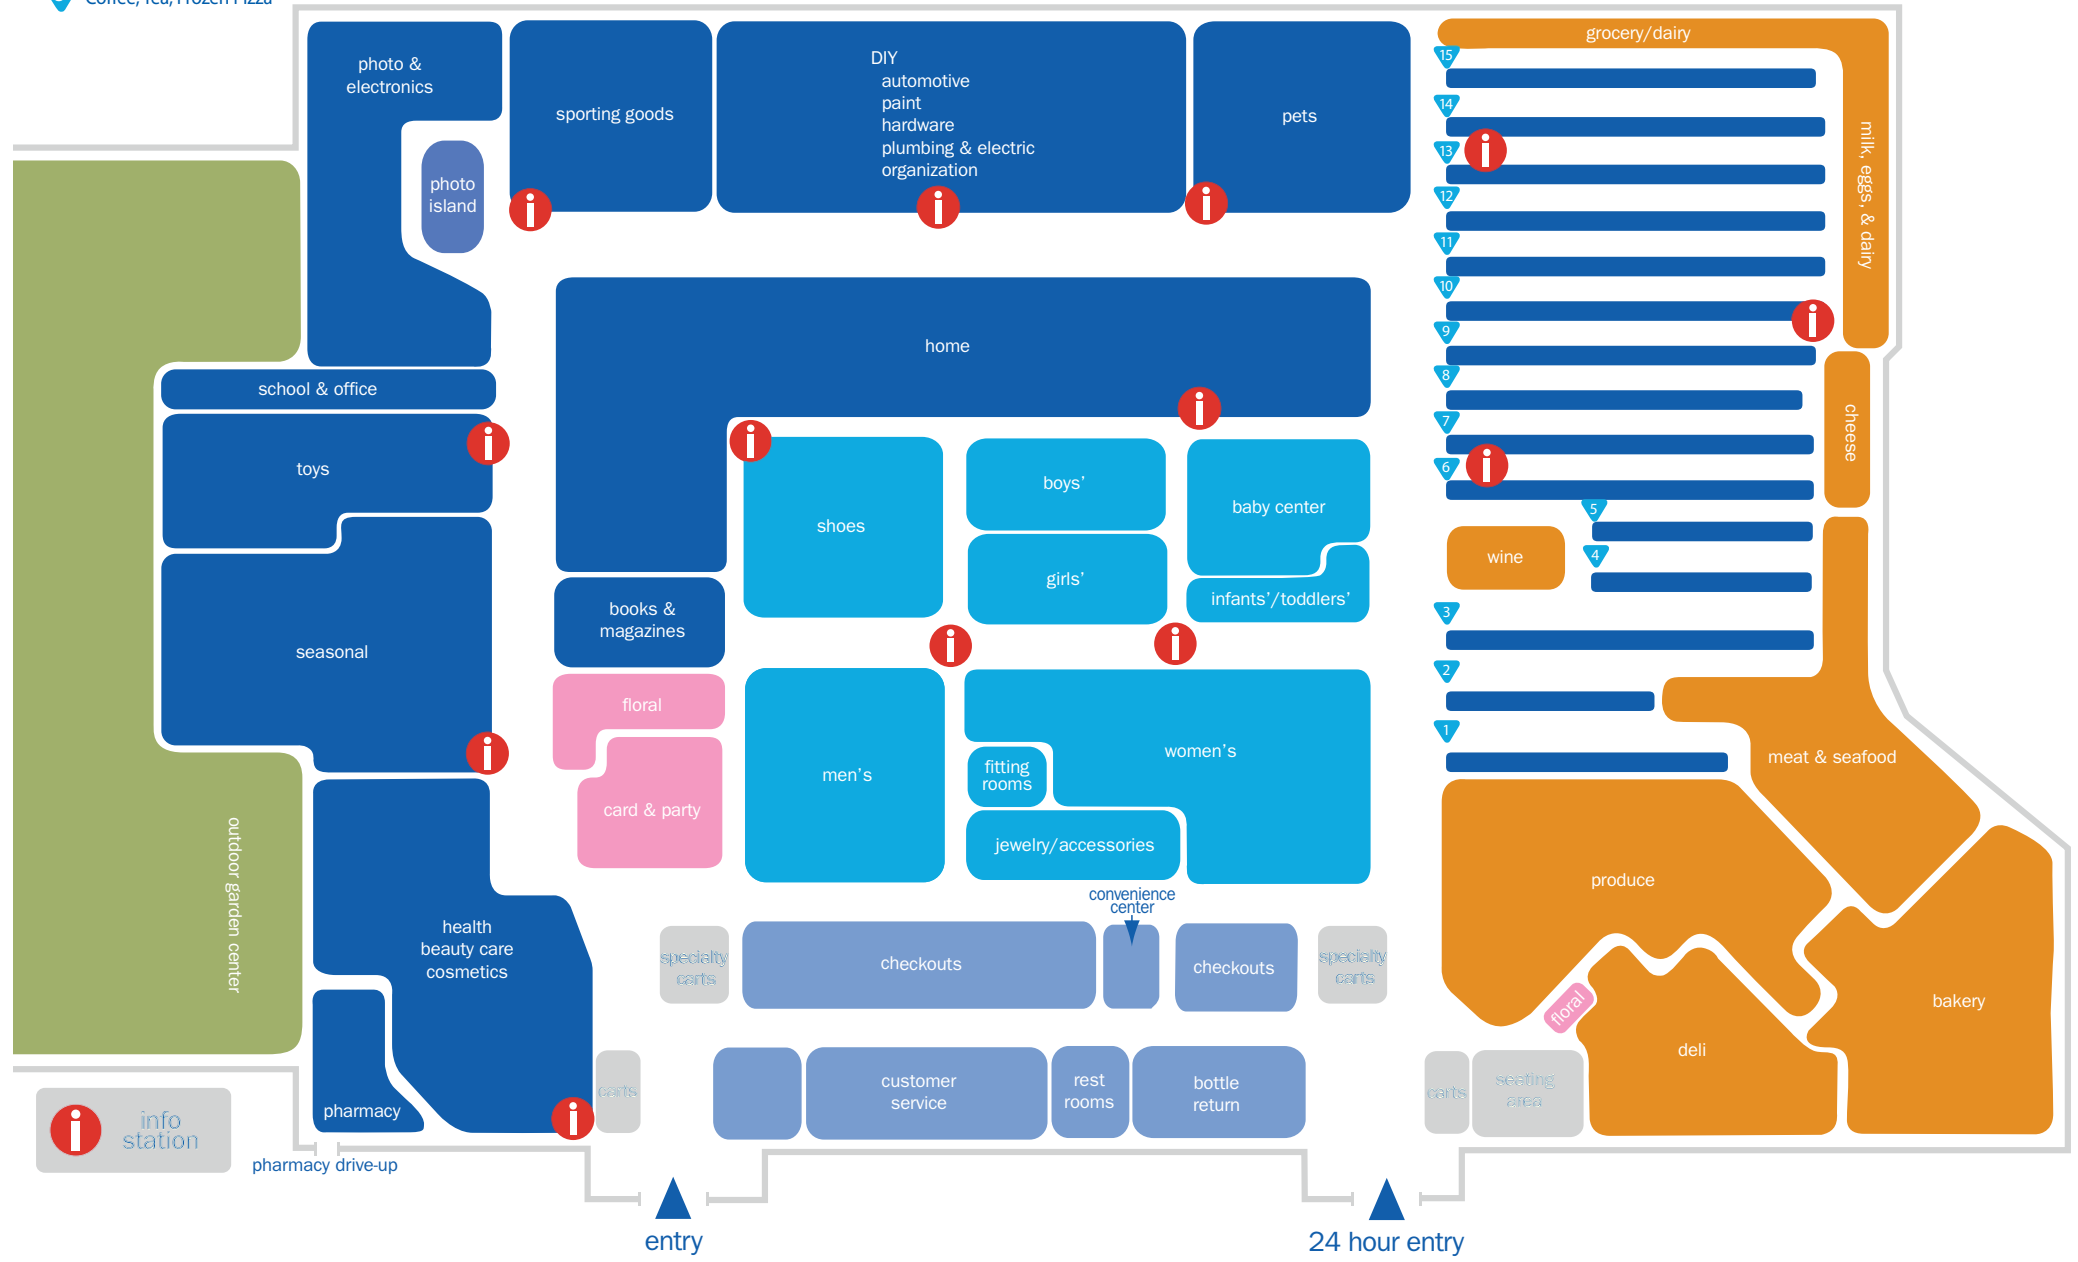 Coffee, Tea, Frozen Pizza
photo &
electronics
photo
island
sporting goods
DIY
automotive
paint
hardware
plumbing & electric
organization
pets
grocery/dairy
15
14
13
12
11
10
9
8
7
6
5
4
3
2
1
milk, eggs, & dairy
cheese
wine
meat & seafood
produce
floral
deli
bakery
school & office
toys
seasonal
outdoor garden center
home
shoes
boys'
girls'
baby center
infants'/toddlers'
books &
magazines
floral
card & party
men's
women's
fitting
rooms
jewelry/accessories
convenience
center
health
beauty care
cosmetics
pharmacy
specialty
carts
checkouts
checkouts
specialty
carts
carts
customer
service
rest
rooms
bottle
return
carts
seating
area
info
station
pharmacy drive-up
entry
24 hour entry